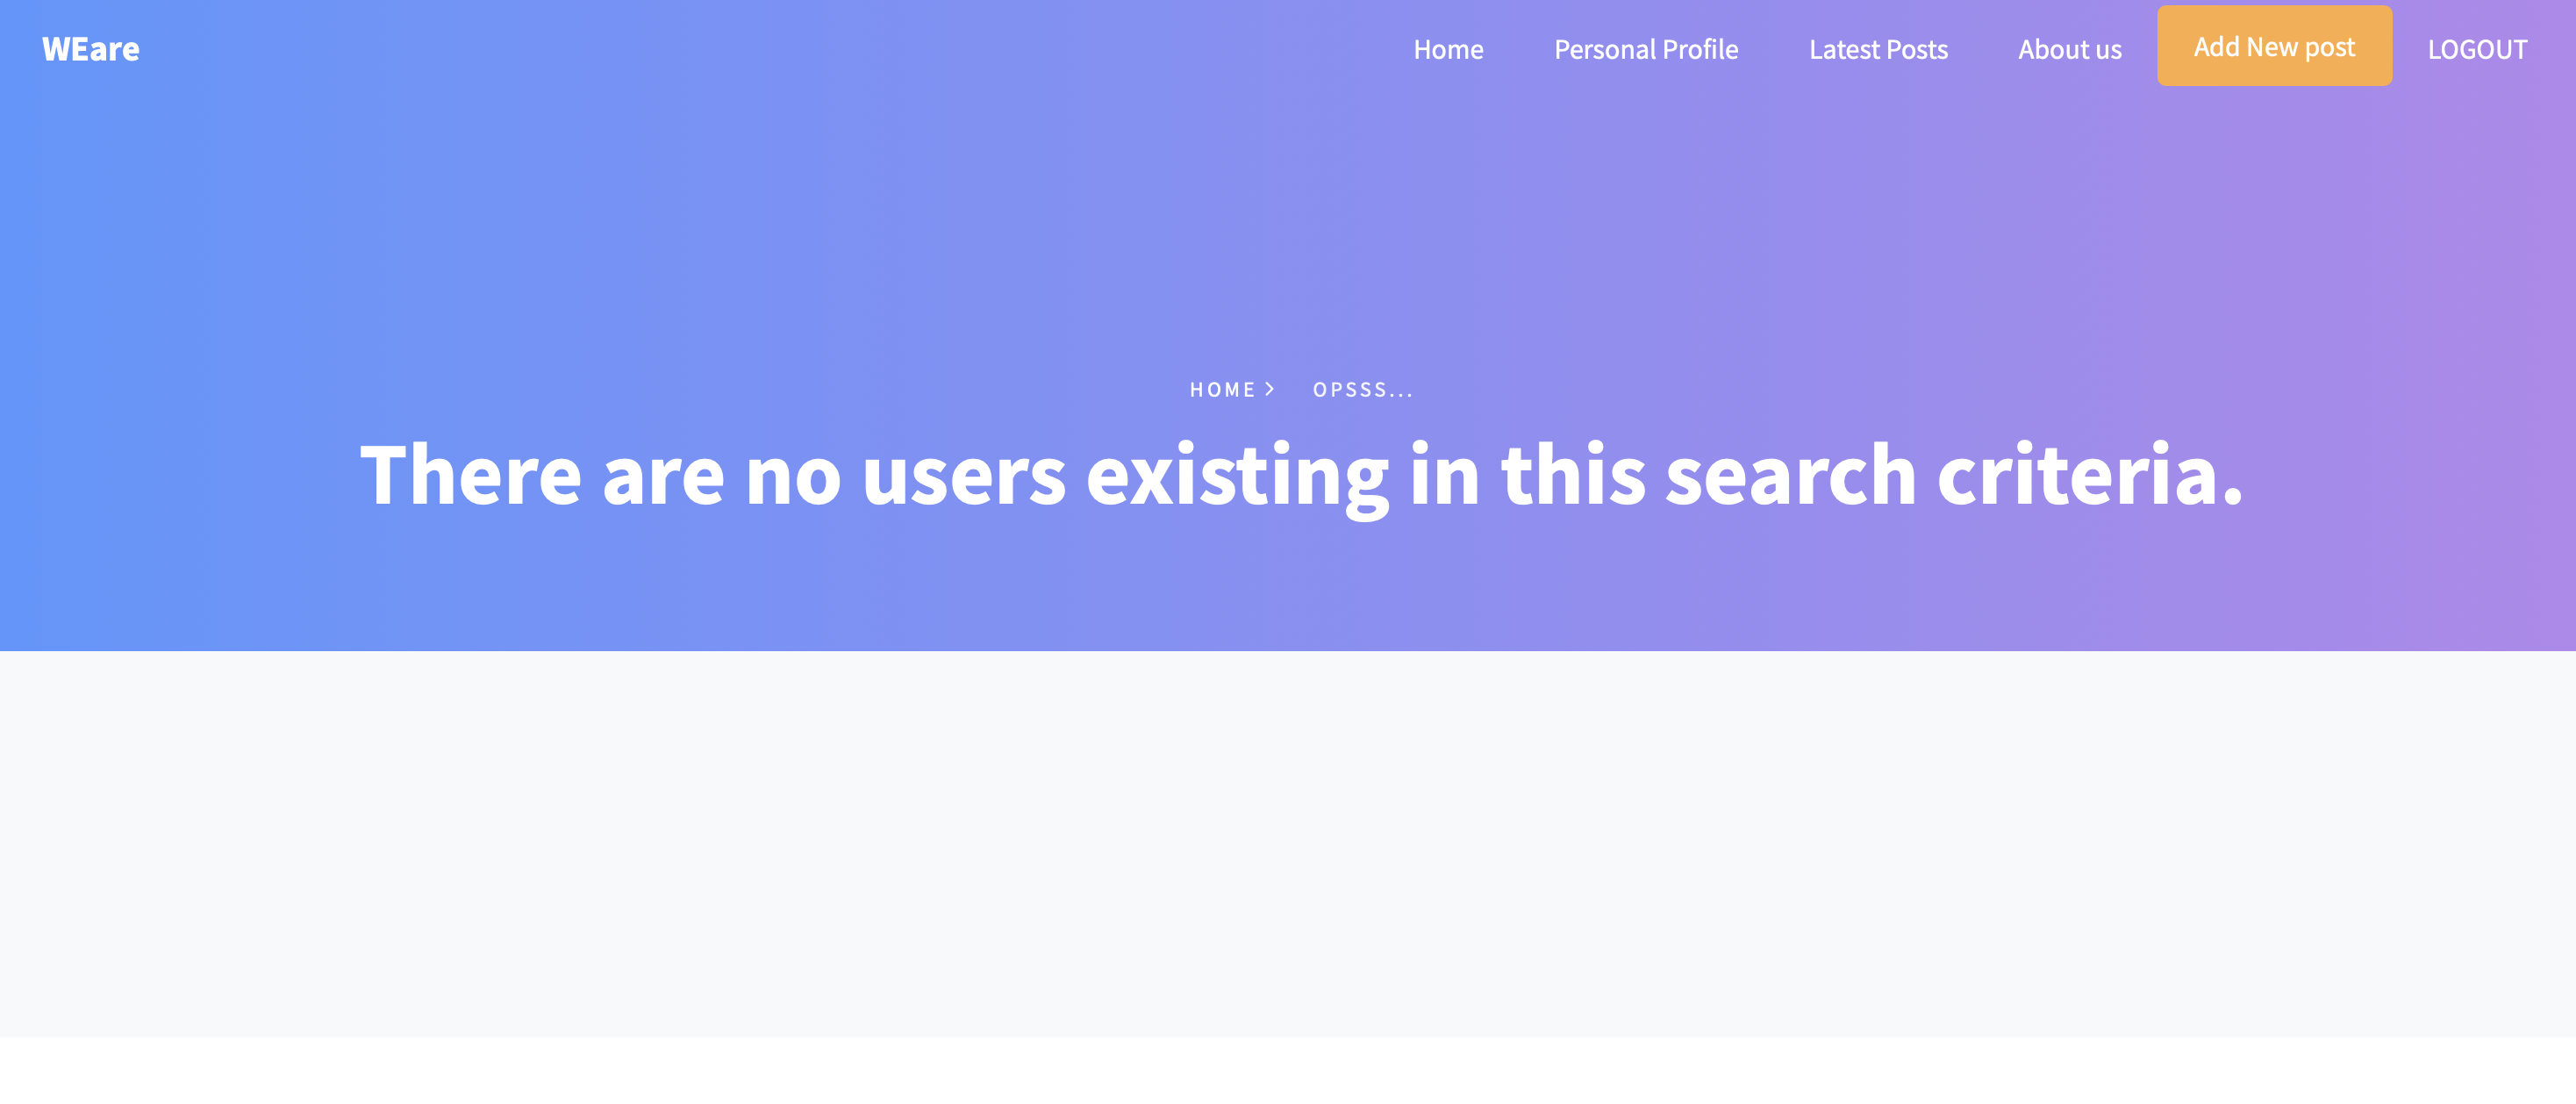 WEare
Home Personal Profile Latest Posts About us Add New post LOGOUT
HOME > OPSSS...
There are no users existing in this search criteria.